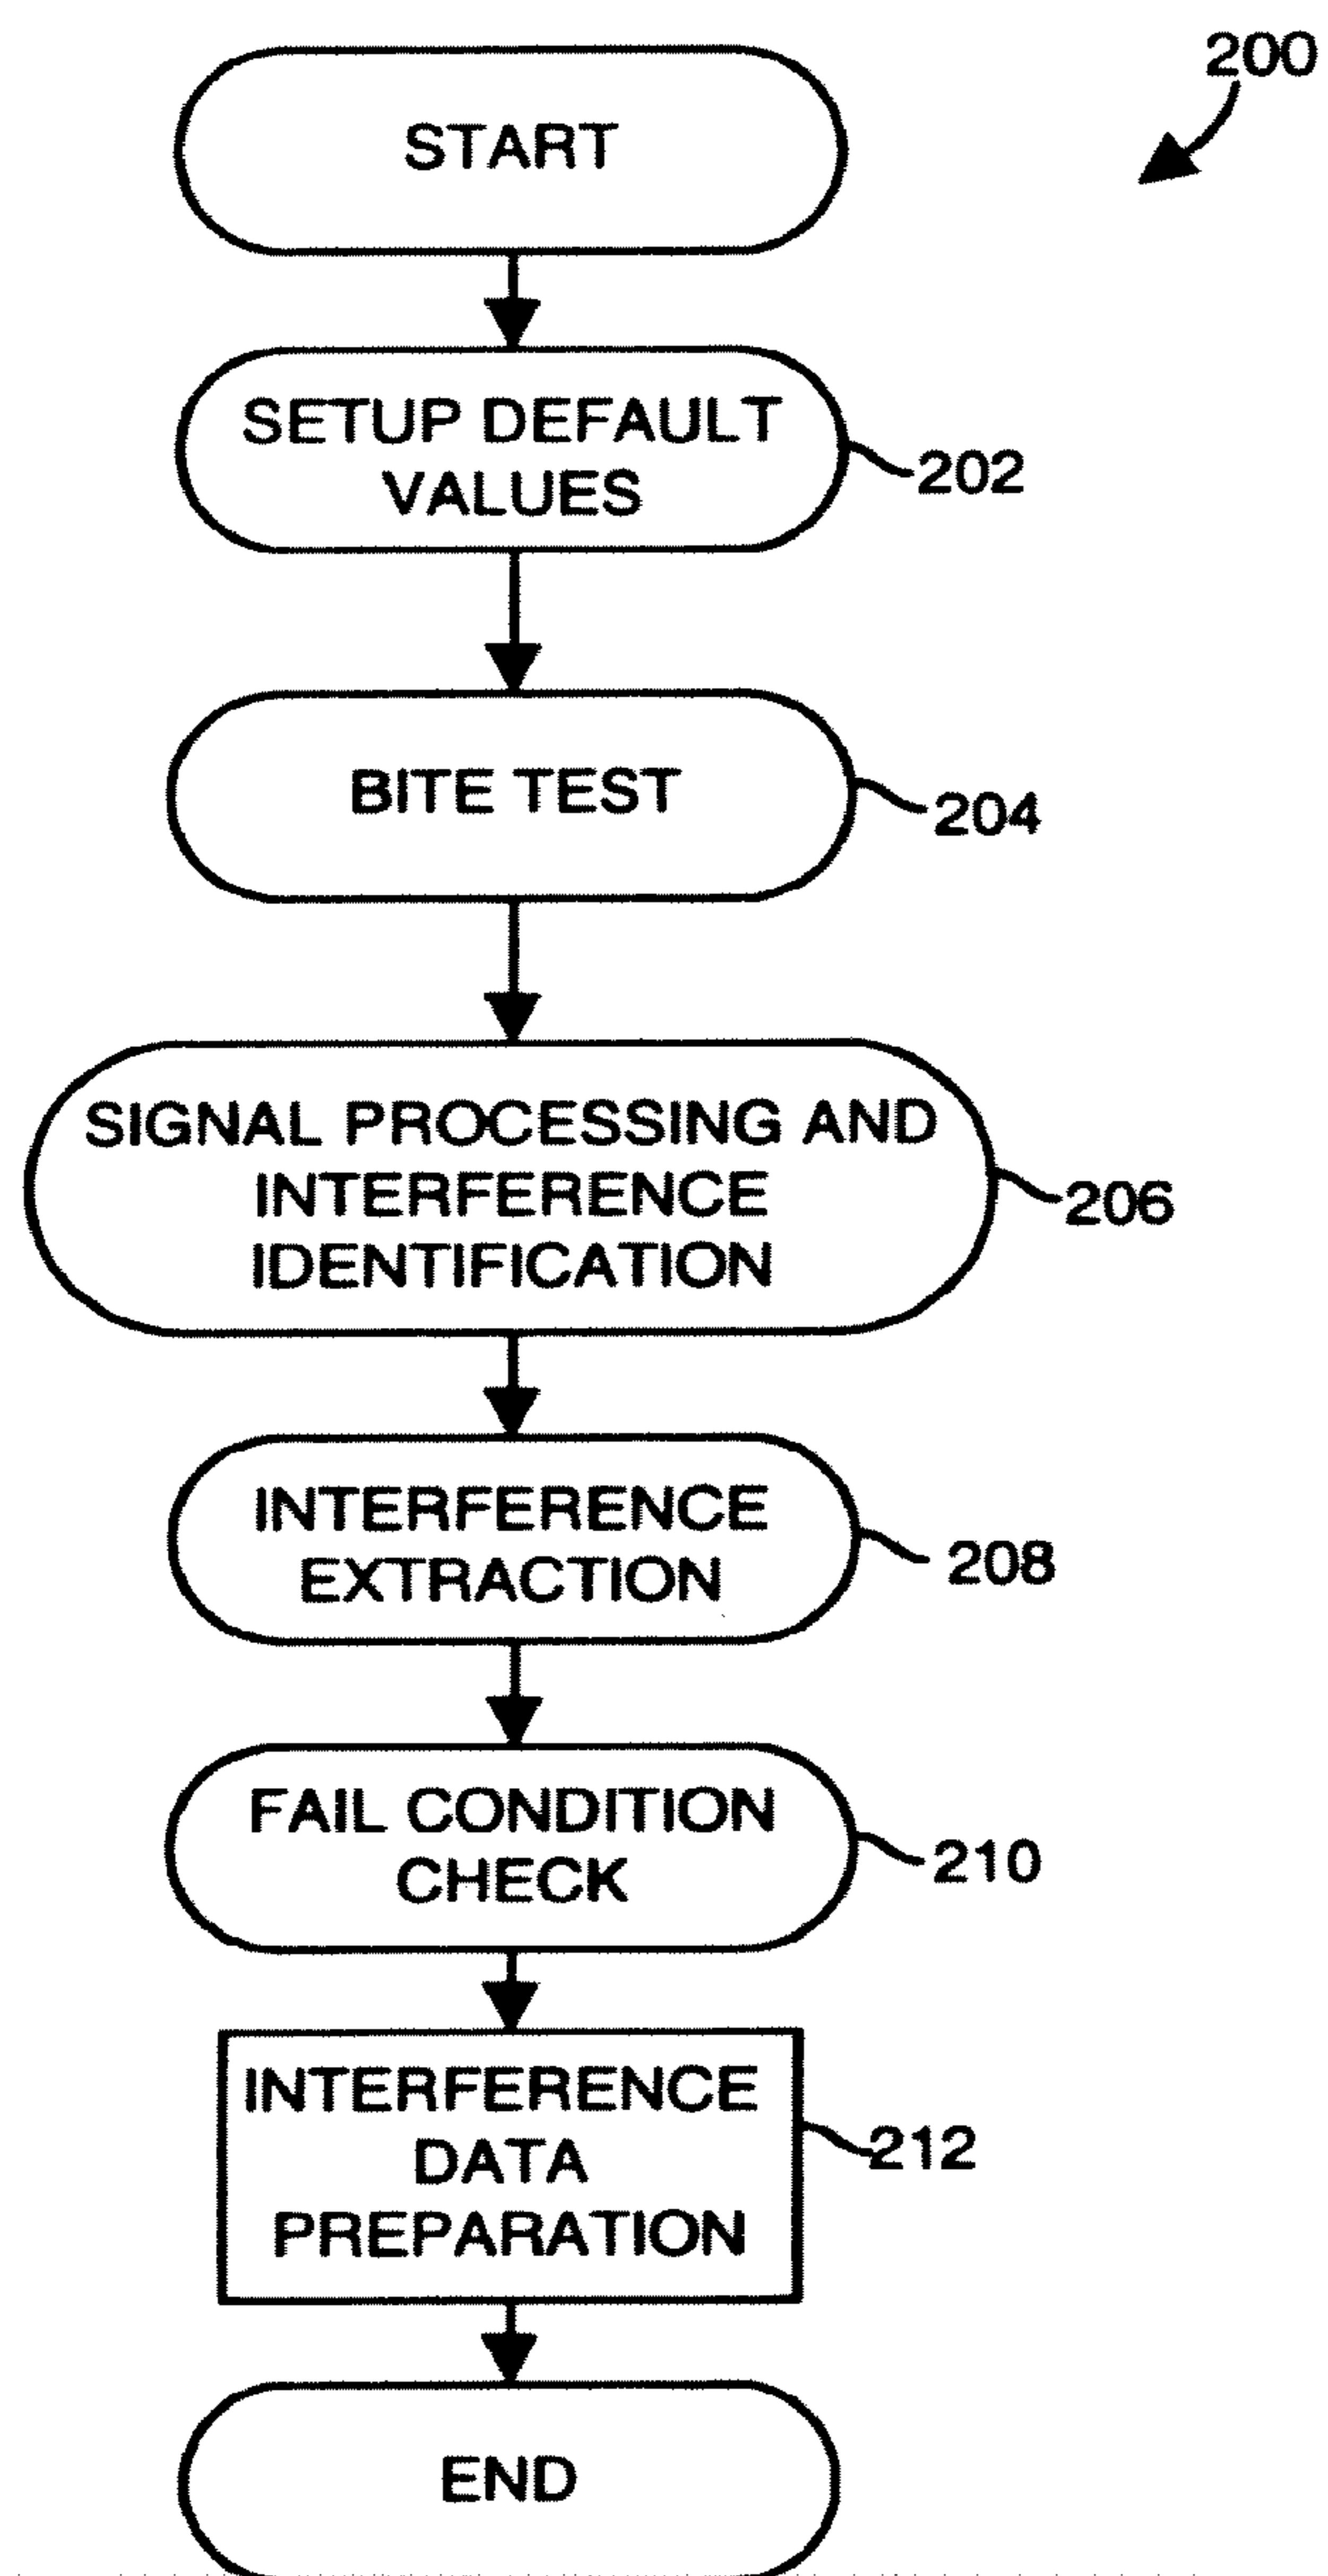 200
START
SETUP DEFAULT
VALUES
202
BITE TEST
204
SIGNAL PROCESSING AND
INTERFERENCE
IDENTIFICATION
206
INTERFERENCE
EXTRACTION
208
FAIL CONDITION
CHECK
210
INTERFERENCE
DATA
PREPARATION
212
END